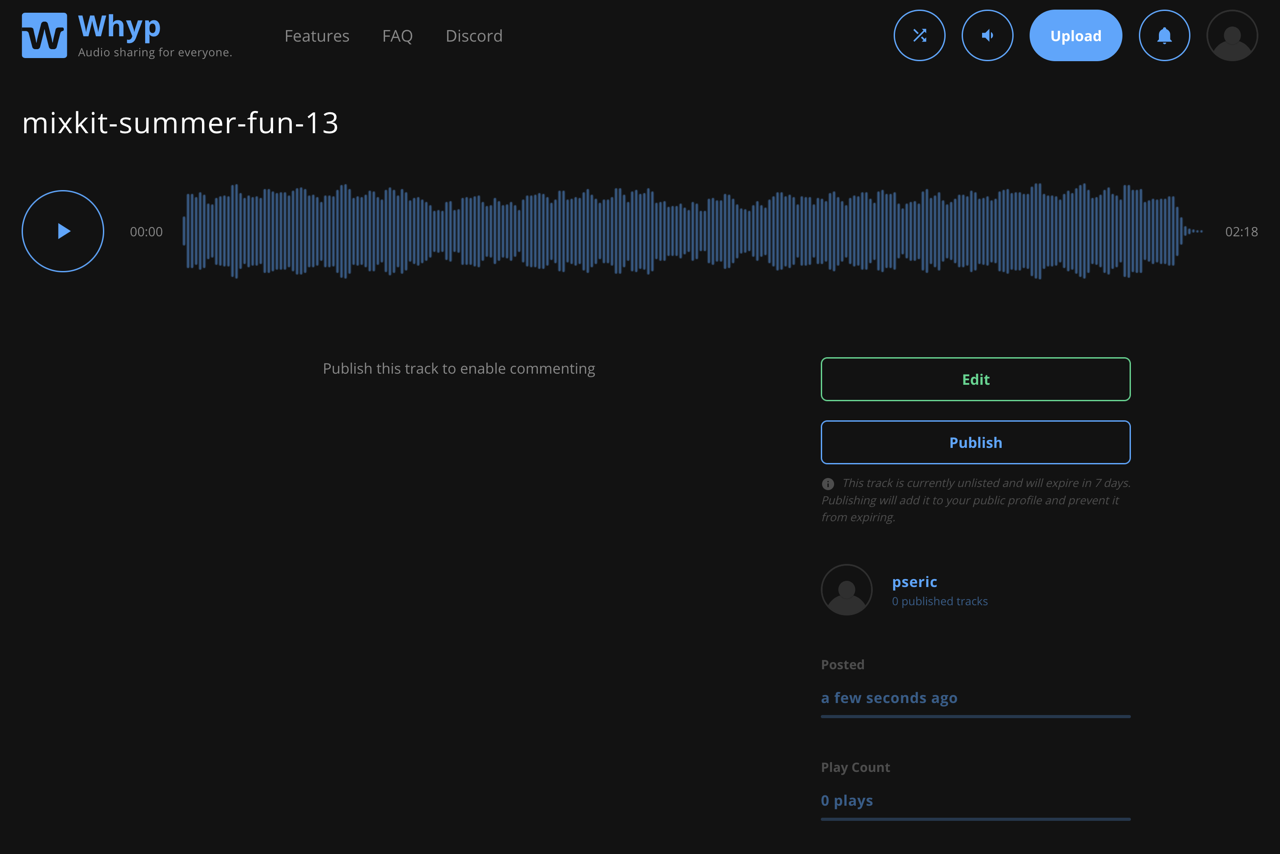 Whyp
Audio sharing for everyone.
Features
FAQ
Discord
Upload
mixkit-summer-fun-13
00:00
02:18
Publish this track to enable commenting
Edit
Publish
This track is currently unlisted and will expire in 7 days.
Publishing will add it to your public profile and prevent it
from expiring.
pseric
0 published tracks
Posted
a few seconds ago
Play Count
0 plays